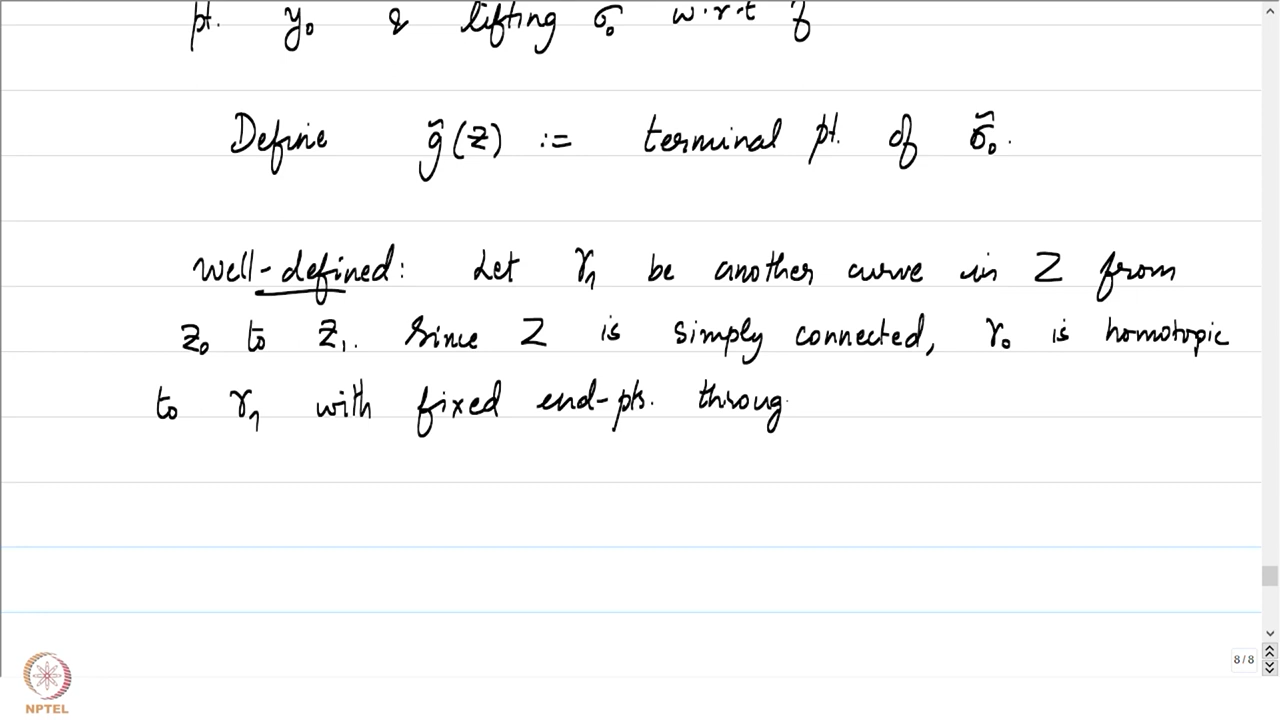 pt. y₀ & lifting σ₀ w.r.t f
Define g̃(z) := terminal pt. of σ̃₀.
Well-defined: Let γ₁ be another curve in Z from
z₀ to z₁. Since Z is simply connected, γ₀ is homotopic
to γ₁ with fixed end-pts. throug
8/8
NPTEL